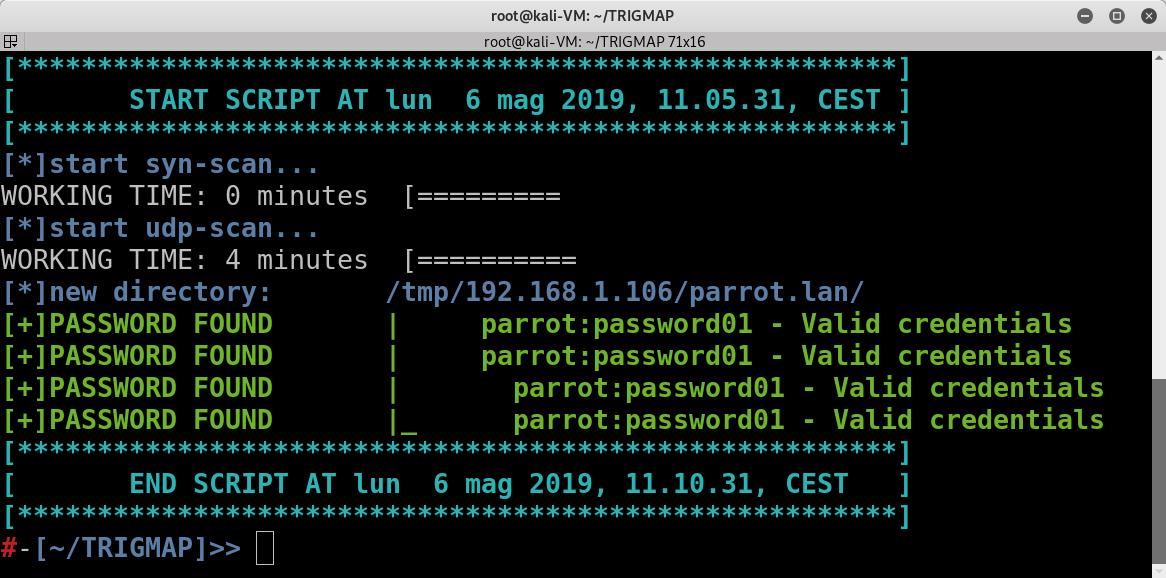 root@kali-VM: ~/TRIGMAP
root@kali-VM: ~/TRIGMAP 71x16
[*******************************************************]
[       START SCRIPT AT lun  6 mag 2019, 11.05.31, CEST ]
[*******************************************************]
[*]start syn-scan...
WORKING TIME: 0 minutes  [=========
[*]start udp-scan...
WORKING TIME: 4 minutes  [==========
[*]new directory:       /tmp/192.168.1.106/parrot.lan/
[+]PASSWORD FOUND       |     parrot:password01 - Valid credentials
[+]PASSWORD FOUND       |     parrot:password01 - Valid credentials
[+]PASSWORD FOUND       |       parrot:password01 - Valid credentials
[+]PASSWORD FOUND       |_      parrot:password01 - Valid credentials
[*******************************************************]
[       END SCRIPT AT lun  6 mag 2019, 11.10.31, CEST   ]
[*******************************************************]
#-[~/TRIGMAP]>>